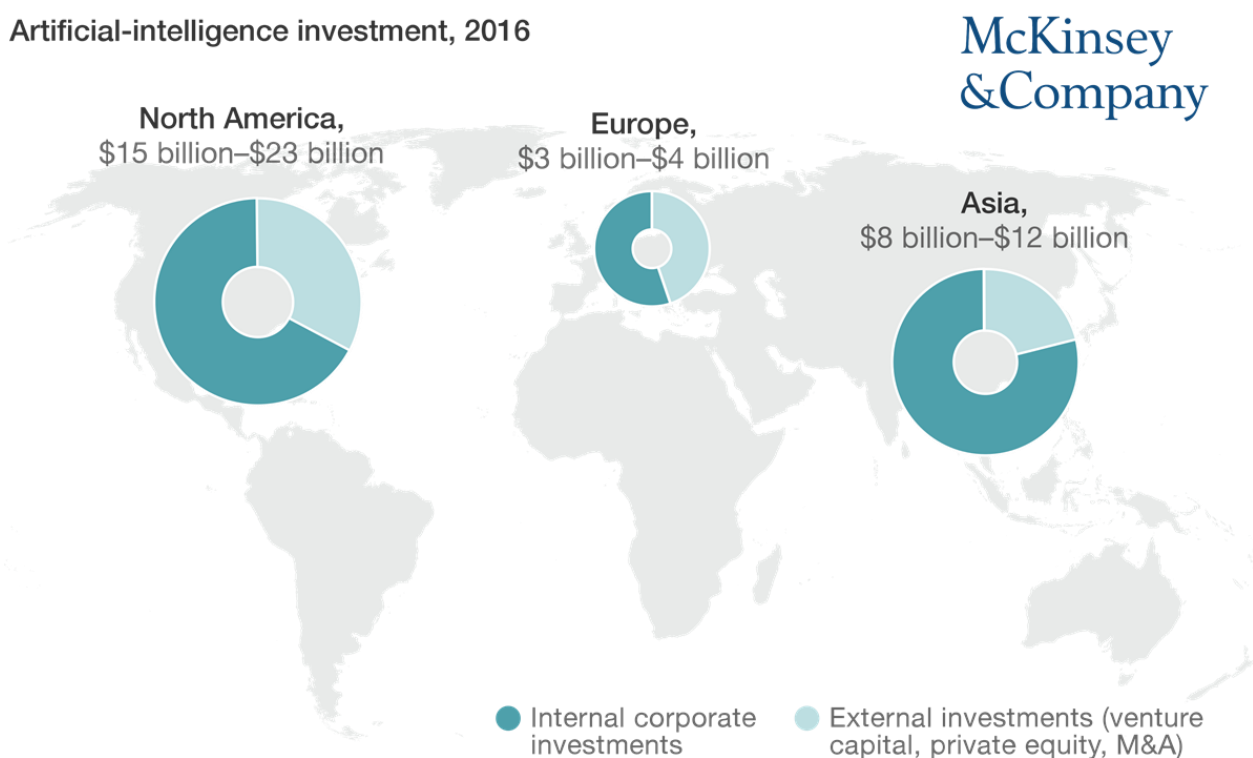 Artificial-intelligence investment, 2016
McKinsey
&Company
North America,
$15 billion–$23 billion
Europe,
$3 billion–$4 billion
Asia,
$8 billion–$12 billion
Internal corporate
investments
External investments (venture
capital, private equity, M&A)